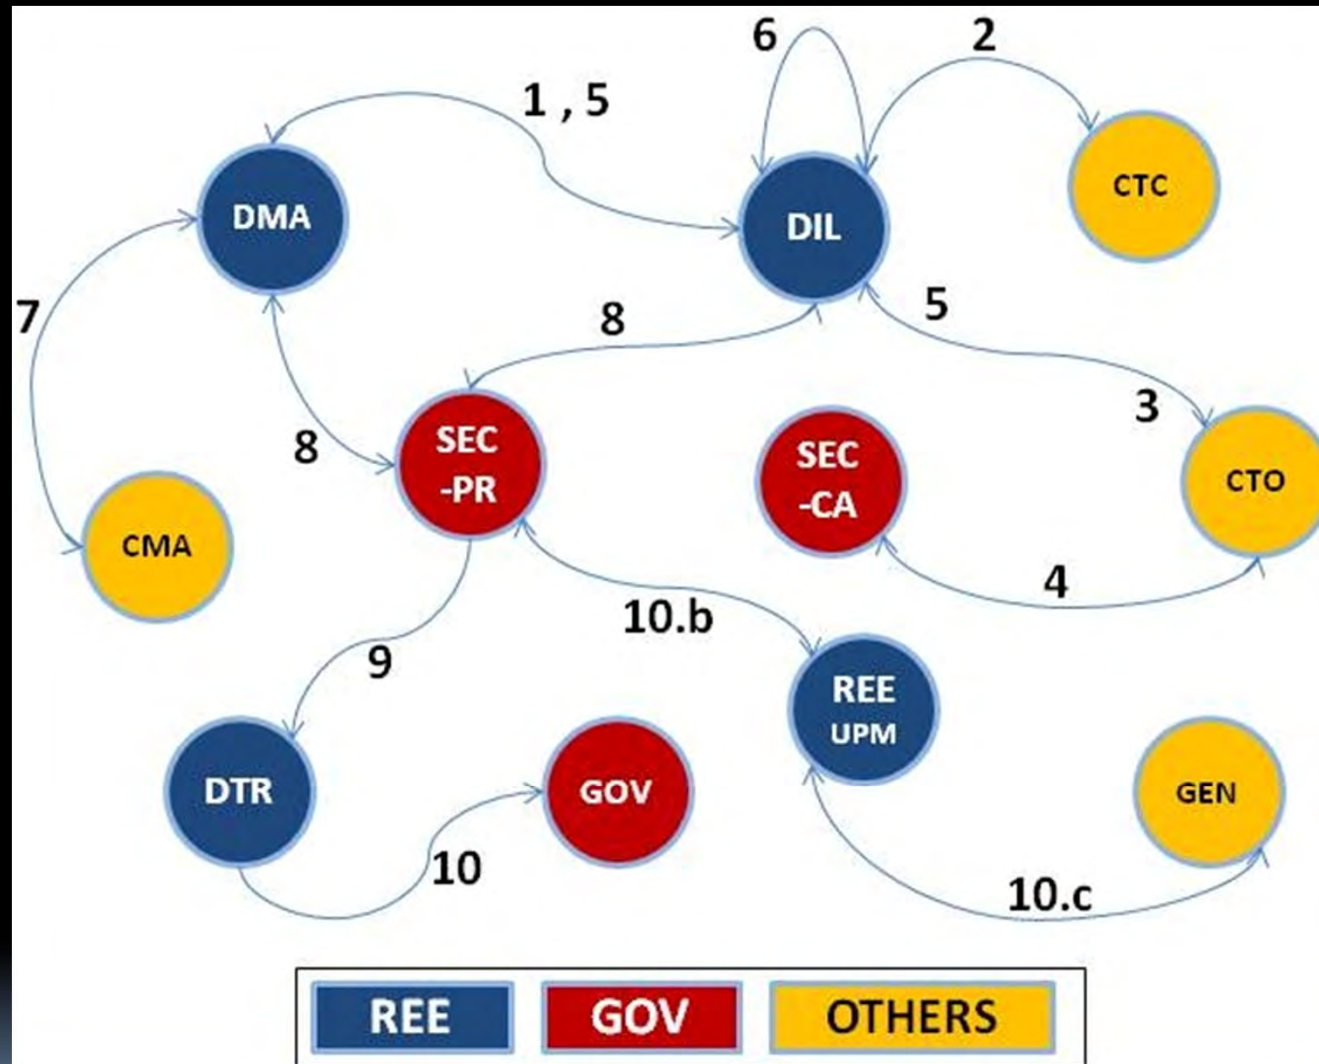 6
2
1 , 5
CTC
DMA
DIL
7
8
5
3
8
SEC
-PR
SEC
-CA
CTO
CMA
4
10.b
9
REE
UPM
DTR
GOV
GEN
10
10.c
REE
GOV
OTHERS